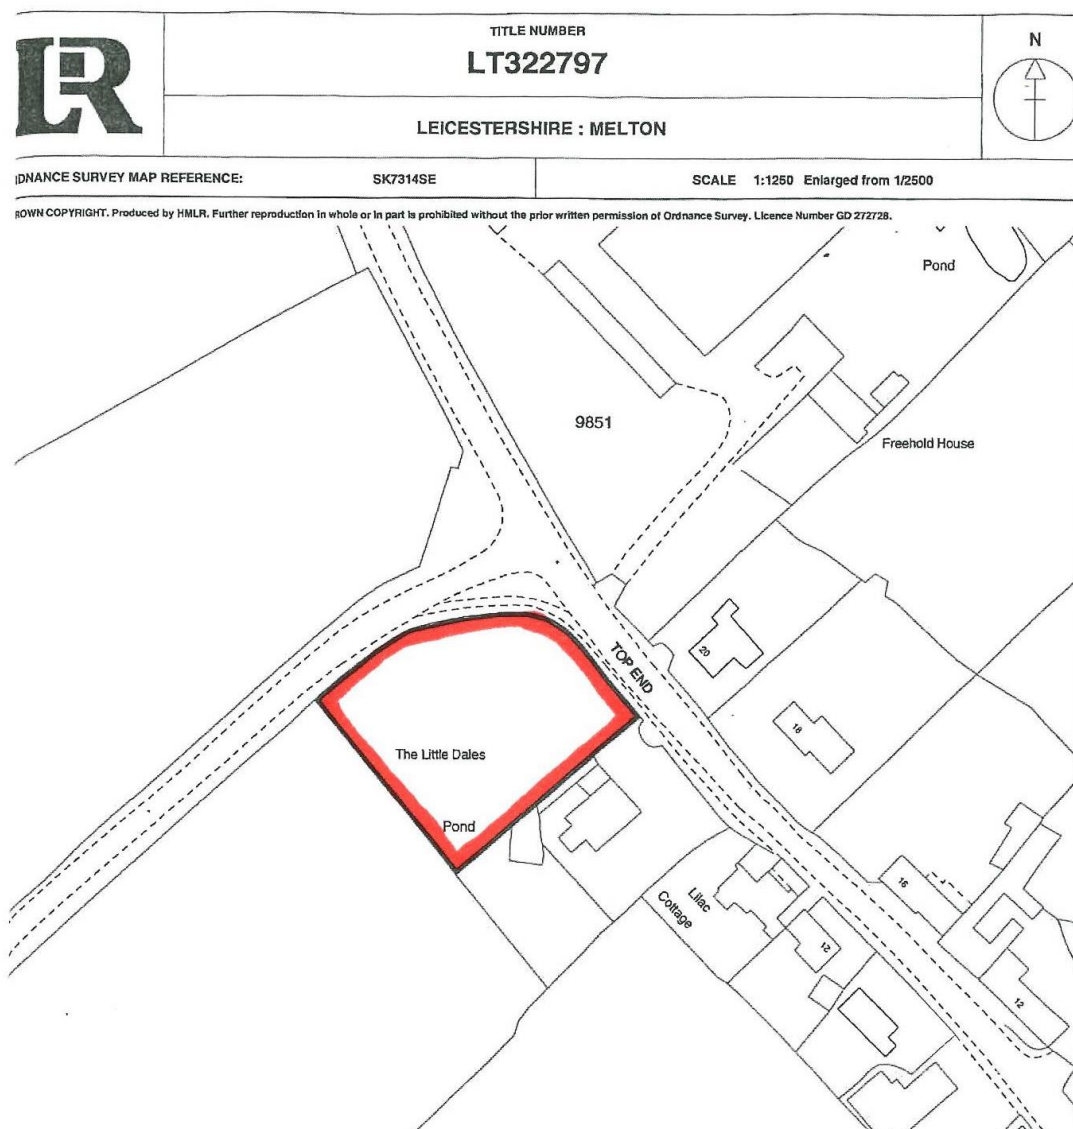 LR
TITLE NUMBER
LT322797
N
LEICESTERSHIRE : MELTON
DNANCE SURVEY MAP REFERENCE:
SK7314SE
SCALE 1:1250 Enlarged from 1/2500
ROWN COPYRIGHT. Produced by HMLR. Further reproduction in whole or in part is prohibited without the prior written permission of Ordnance Survey. Licence Number GD 272728.
Pond
9851
Freehold House
TOP END
20
18
The Little Dales
Pond
Lilac
Cottage
16
12
12